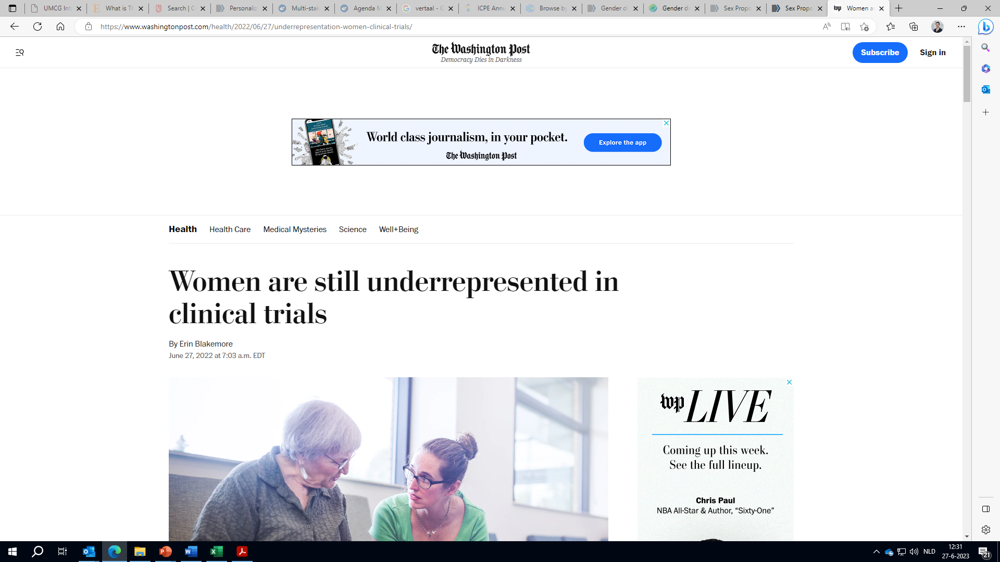 UMCG Int
What is Th
Search | C
Personaliz
Multi-stak
Agenda M
vertaal - G
ICPE Annu
Browse by
Gender di
Gender di
Sex Propo
Sex Propo
Women a
https://www.washingtonpost.com/health/2022/06/27/underrepresentation-women-clinical-trials/
The Washington Post
Democracy Dies in Darkness
Subscribe
Sign in
World class journalism, in your pocket.
The Washington Post
Explore the app
Health Health Care Medical Mysteries Science Well+Being
Women are still underrepresented in
clinical trials
By Erin Blakemore
June 27, 2022 at 7:03 a.m. EDT
wp LIVE
Coming up this week.
See the full lineup.
Chris Paul
NBA All-Star & Author, “Sixty-One”
NLD
12:31
27-6-2023
21